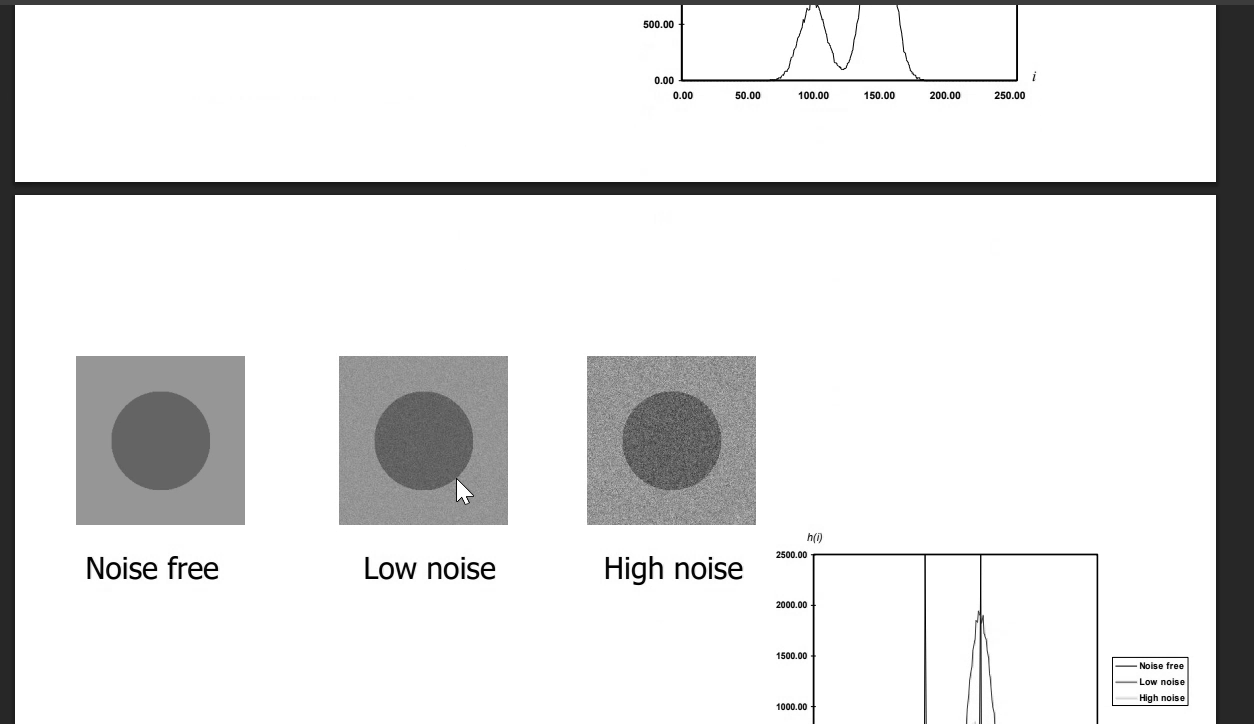 500.00
0.00
i
0.00 50.00 100.00 150.00 200.00 250.00
Noise free
Low noise
High noise
h(i)
2500.00
2000.00
1500.00
1000.00
Noise free
Low noise
High noise